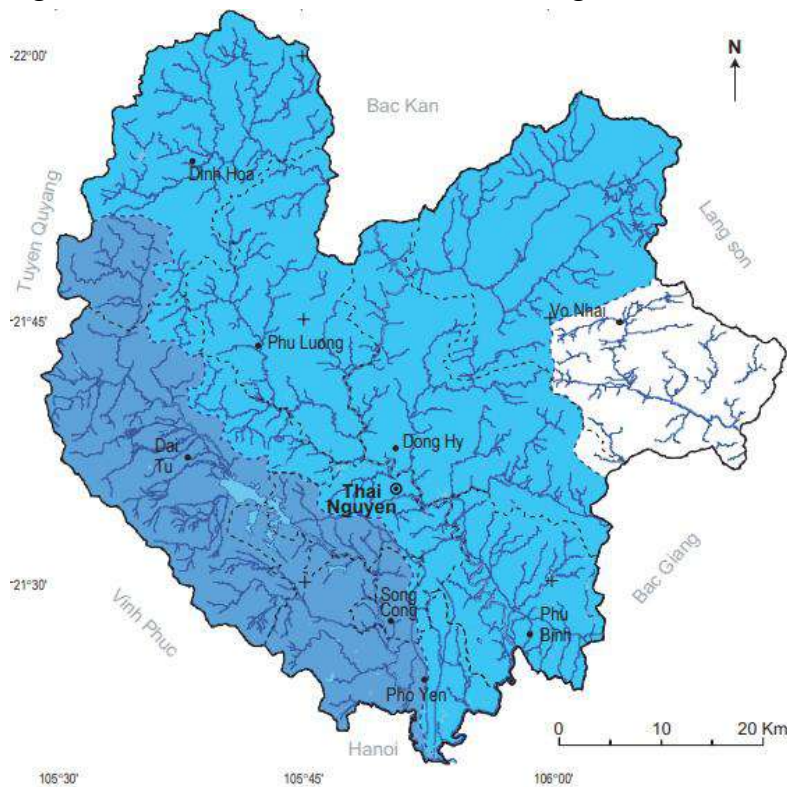 22°00'
N
Bac Kan
Dinh Hoa
Tuyen Quyang
Lang son
21°45'
Vo Nhai
Phu Luong
Dong Hy
Dai
Tu
Thai
Nguyen
Bac Giang
21°30'
Vinh Phuc
Song
Cong
Phu
Binh
Pho Yen
Hanoi
0 10 20 Km
105°30' 105°45' 106°00'